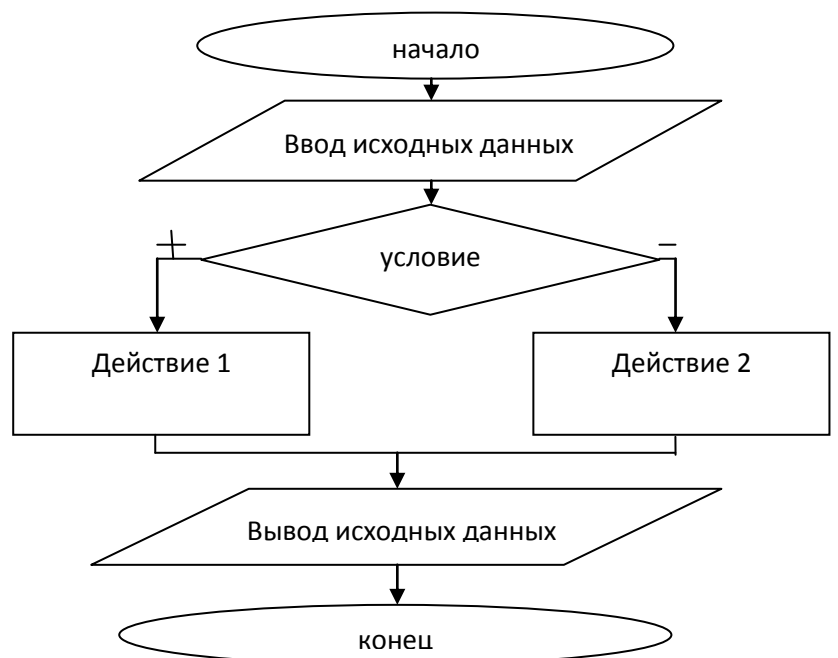 начало
Ввод исходных данных
условие
+
–
Действие 1
Действие 2
Вывод исходных данных
конец